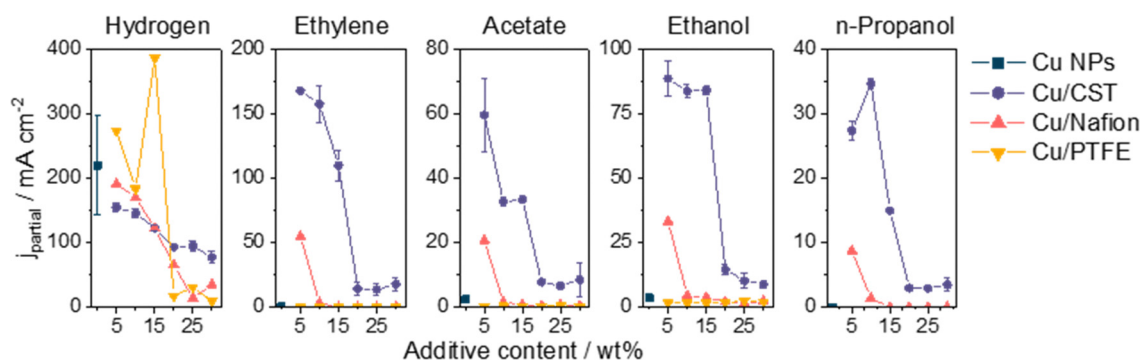 Hydrogen Ethylene Acetate Ethanol n-Propanol
400 200 80 100 40
300 150 60 75 30
200 100 40 50 20
100 50 20 25 10
0 0 0 0 0
5 15 25 5 15 25 5 15 25 5 15 25 5 15 25
j partial / mA cm-2
Additive content / wt%
Cu NPs
Cu/CST
Cu/Nafion
Cu/PTFE